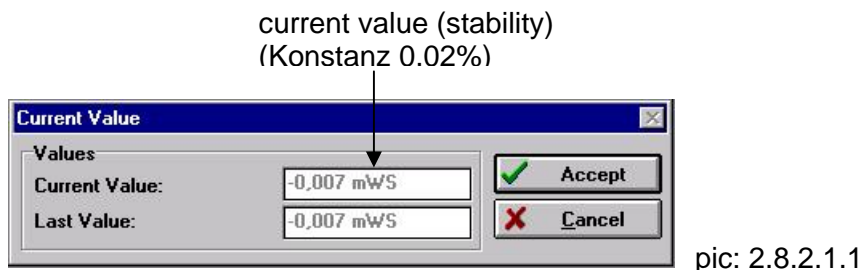 current value (stability)
(Konstanz 0.02%)
Current Value
Values
Current Value: -0,007 mWS Accept
Last Value: -0,007 mWS Cancel
pic: 2.8.2.1.1